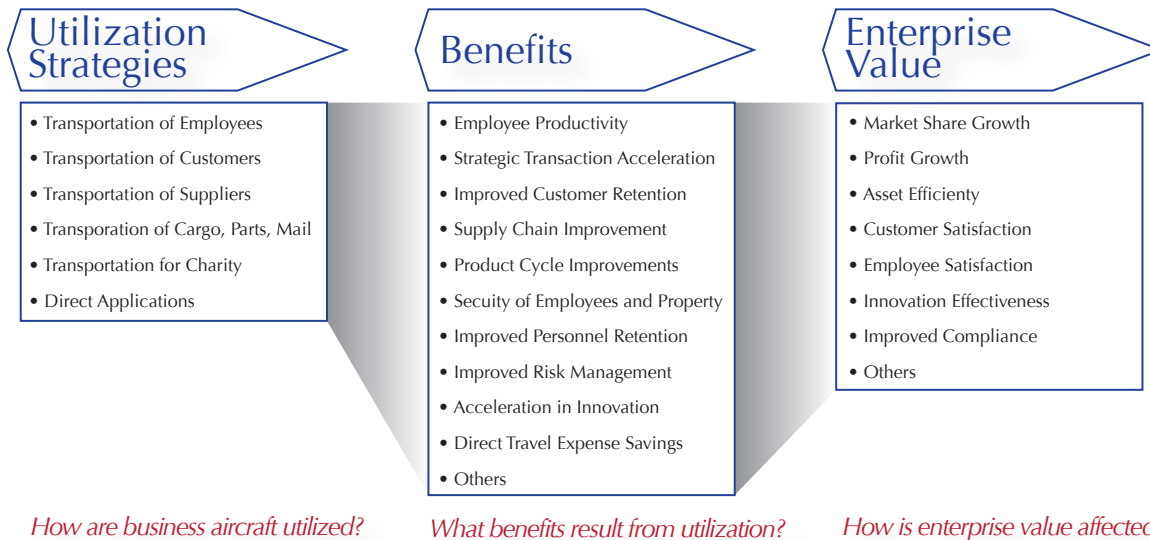 Utilization
Strategies
• Transportation of Employees
• Transportation of Customers
• Transportation of Suppliers
• Transporation of Cargo, Parts, Mail
• Transportation for Charity
• Direct Applications
How are business aircraft utilized?
Benefits
• Employee Productivity
• Strategic Transaction Acceleration
• Improved Customer Retention
• Supply Chain Improvement
• Product Cycle Improvements
• Secuity of Employees and Property
• Improved Personnel Retention
• Improved Risk Management
• Acceleration in Innovation
• Direct Travel Expense Savings
• Others
What benefits result from utilization?
Enterprise
Value
• Market Share Growth
• Profit Growth
• Asset Efficienty
• Customer Satisfaction
• Employee Satisfaction
• Innovation Effectiveness
• Improved Compliance
• Others
How is enterprise value affected